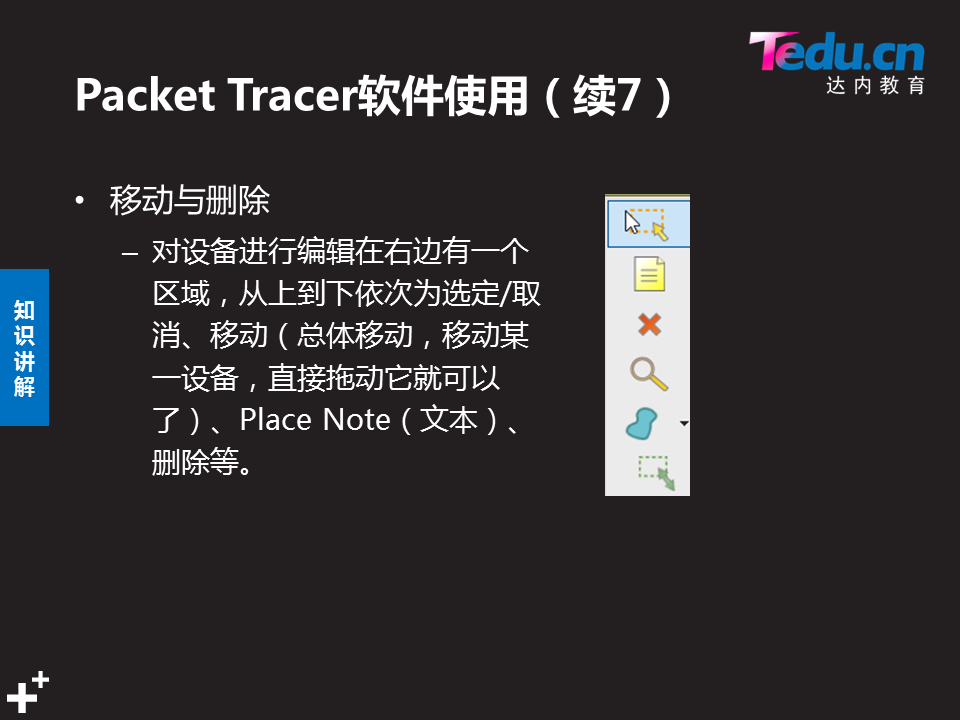 Tedu.cn
达内教育
Packet Tracer软件使用（续7）
• 移动与删除
– 对设备进行编辑在右边有一个
区域，从上到下依次为选定/取
消、移动（总体移动，移动某
一设备，直接拖动它就可以
了）、Place Note（文本）、
删除等。
知
识
讲
解